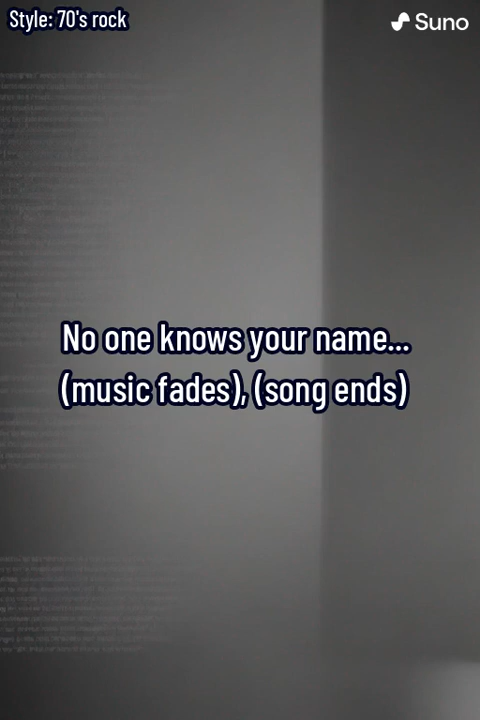 Style: 70's rock
Suno
No one knows your name...
(music fades), (song ends)